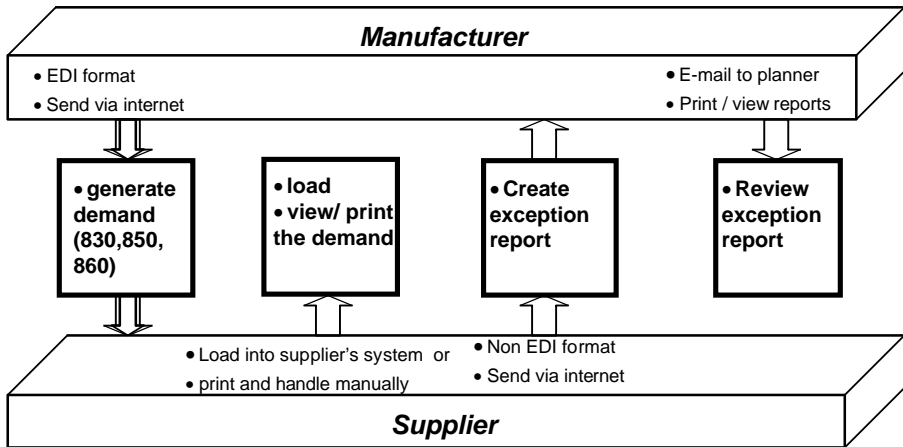 Manufacturer
• EDI format
• Send via internet
• E-mail to planner
• Print / view reports
• generate
demand
(830,850,
860)
• load
• view/ print
the demand
• Create
exception
report
• Review
exception
report
• Load into supplier's system or
• print and handle manually
• Non EDI format
• Send via internet
Supplier